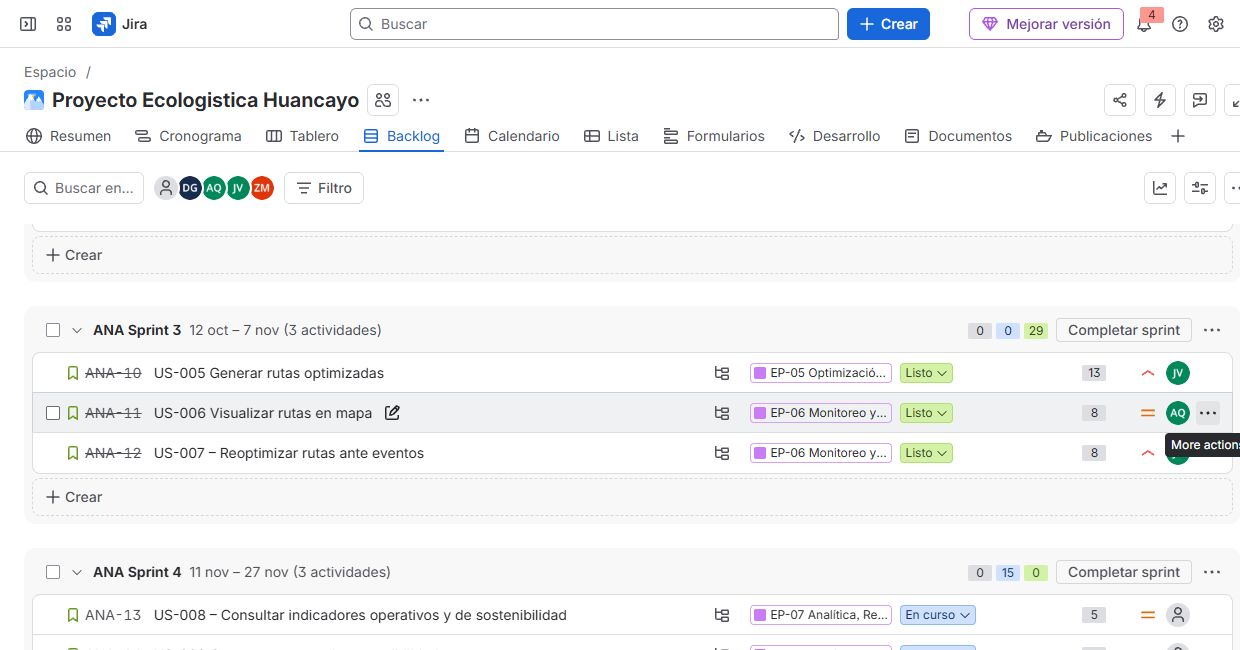 Jira
Buscar
Crear
Mejorar versión
4
Espacio /
Proyecto Ecologistica Huancayo
Resumen Cronograma Tablero Backlog Calendario Lista Formularios Desarrollo Documentos Publicaciones
Buscar en... DG AQ JV ZM Filtro
Crear
ANA Sprint 3 12 oct – 7 nov (3 actividades) 0 0 29 Completar sprint
ANA-10 US-005 Generar rutas optimizadas EP-05 Optimizació... Listo 13 JV
ANA-11 US-006 Visualizar rutas en mapa EP-06 Monitoreo y... Listo 8 AQ
ANA-12 US-007 – Reoptimizar rutas ante eventos EP-06 Monitoreo y... Listo 8
More actions
Crear
ANA Sprint 4 11 nov – 27 nov (3 actividades) 0 15 0 Completar sprint
ANA-13 US-008 – Consultar indicadores operativos y de sostenibilidad EP-07 Analítica, Re... En curso 5